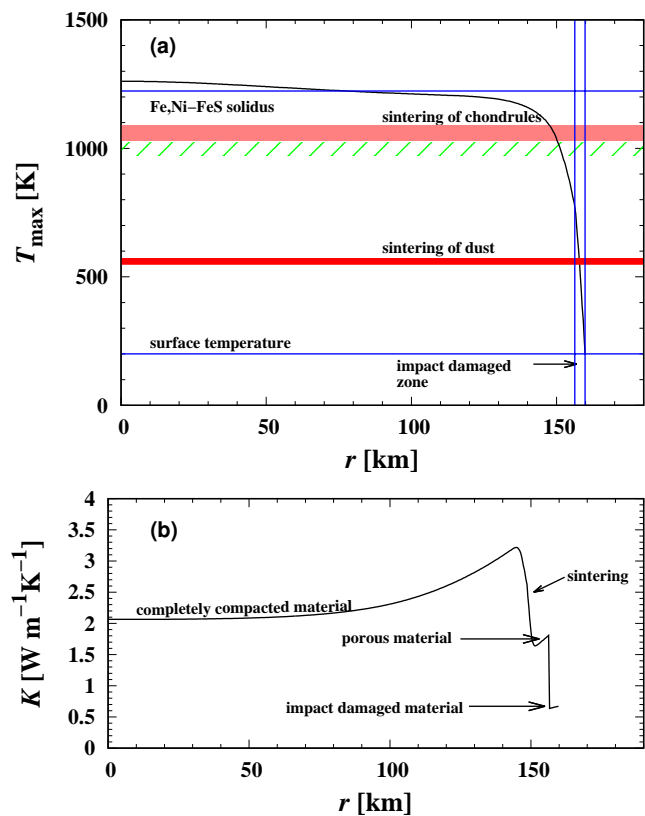 1500
(a)
Fe,Ni−FeS solidus
sintering of chondrules
1000
T_max [K]
sintering of dust
500
surface temperature
impact damaged
zone
0
0 50 100 150
r [km]
4
(b)
3.5
3
sintering
2.5
completely compacted material
2
porous material
1.5
1
impact damaged material
0.5
0
K [W m⁻¹K⁻¹]
0 50 100 150
r [km]